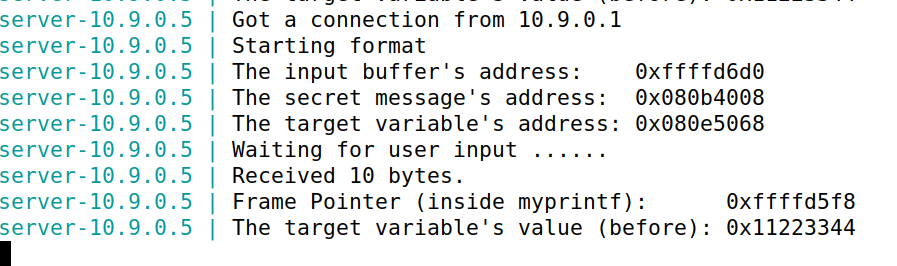 server-10.9.0.5 | The target variable's value (before): 0x11223344
server-10.9.0.5 | Got a connection from 10.9.0.1
server-10.9.0.5 | Starting format
server-10.9.0.5 | The input buffer's address:    0xffffd6d0
server-10.9.0.5 | The secret message's address:  0x080b4008
server-10.9.0.5 | The target variable's address: 0x080e5068
server-10.9.0.5 | Waiting for user input ......
server-10.9.0.5 | Received 10 bytes.
server-10.9.0.5 | Frame Pointer (inside myprintf):      0xffffd5f8
server-10.9.0.5 | The target variable's value (before): 0x11223344